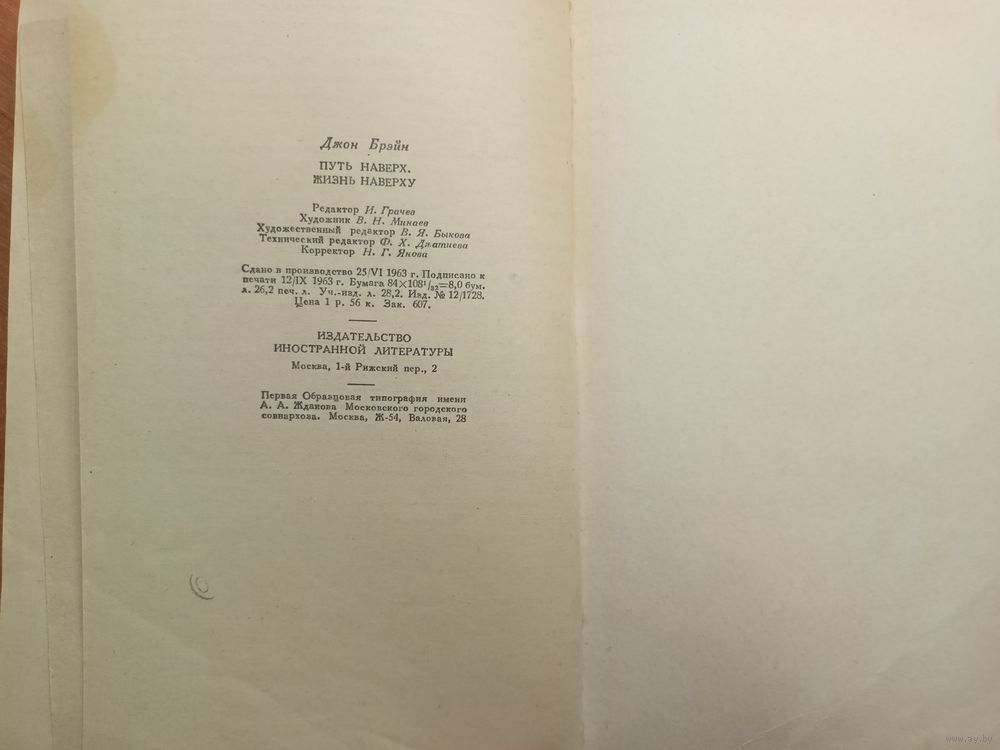 Джон Брэйн
ПУТЬ НАВЕРХ.
ЖИЗНЬ НАВЕРХУ
Редактор И. Грачев
Художник В. Н. Минаев
Художественный редактор В. Я. Быкова
Технический редактор Ф. Х. Джатиева
Корректор Н. Г. Янова
Сдано в производство 25/VI 1963 г. Подписано к
печати 12/IX 1963 г. Бумага 84×108¹/₃₂=8,0 бум.
л. 26,2 печ. л. Уч.-изд. л. 28,2. Изд. № 12/1728.
Цена 1 р. 56 к. Зак. 607.
ИЗДАТЕЛЬСТВО
ИНОСТРАННОЙ ЛИТЕРАТУРЫ
Москва, 1-й Рижский пер., 2
Первая Образцовая типография имени
А. А. Жданова Московского городского
совнархоза. Москва, Ж-54, Валовая, 28
www.ay.by